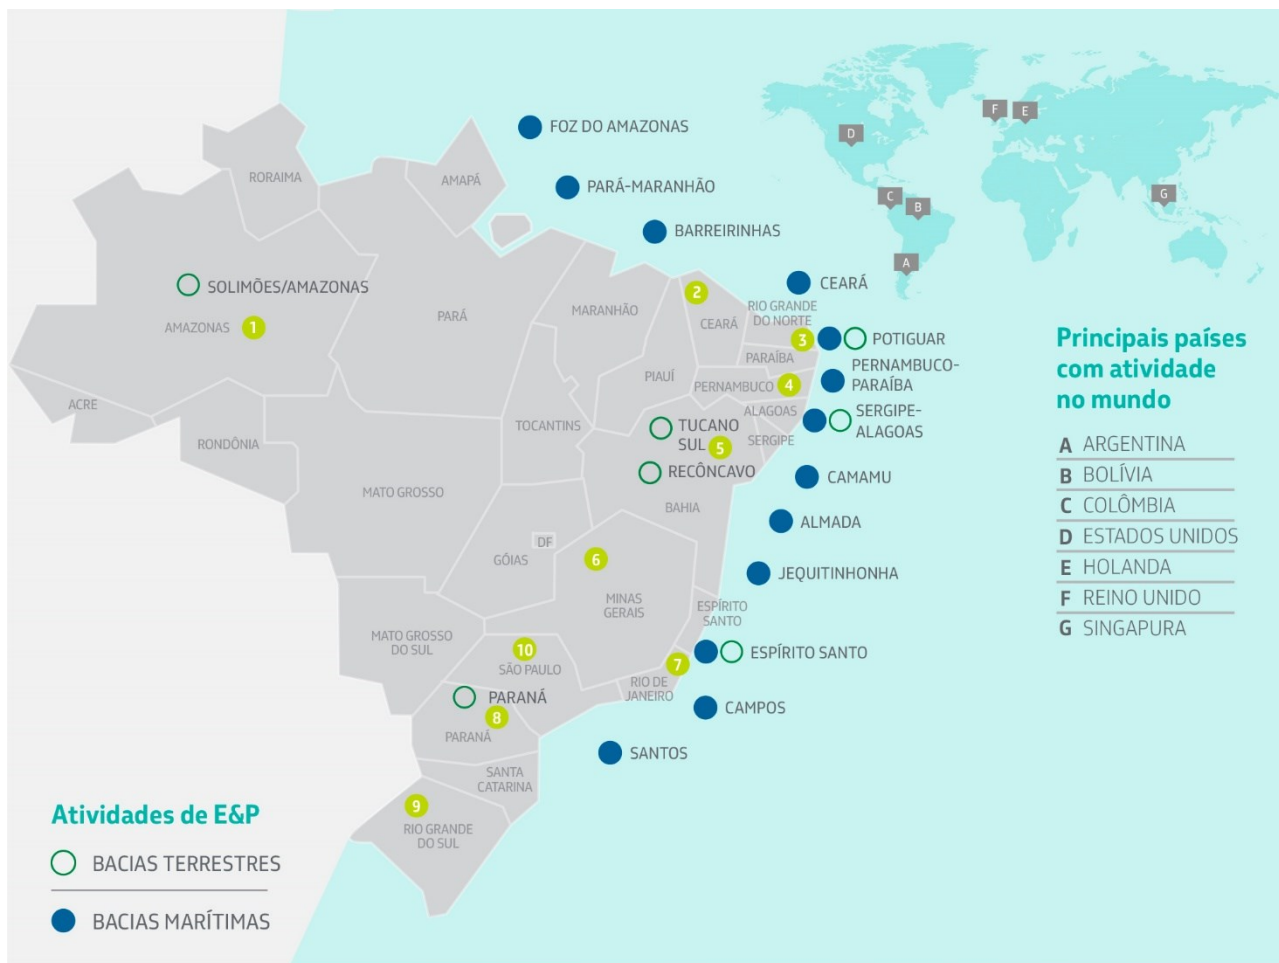 FOZ DO AMAZONAS
PARÁ-MARANHÃO
BARREIRINHAS
CEARÁ
POTIGUAR
PERNAMBUCO-
PARAÍBA
SERGIPE-
ALAGOAS
CAMAMU
ALMADA
JEQUITINHONHA
ESPÍRITO SANTO
CAMPOS
SANTOS
RORAIMA
AMAPÁ
SOLIMÕES/AMAZONAS
AMAZONAS
1
PARÁ
MARANHÃO
2
CEARÁ
RIO GRANDE
DO NORTE
3
PARAÍBA
PIAUÍ
PERNAMBUCO
4
ALAGOAS
SERGIPE
ACRE
RONDÔNIA
TOCANTINS
TUCANO
SUL
5
RECÔNCAVO
BAHIA
MATO GROSSO
GÔIAS
DF
6
MINAS
GERAIS
ESPÍRITO
SANTO
MATO GROSSO
DO SUL
10
SÃO PAULO
7
RIO DE
JANEIRO
PARANÁ
8
PARANÁ
SANTA
CATARINA
9
RIO GRANDE
DO SUL
Atividades de E&P
BACIAS TERRESTRES
BACIAS MARÍTIMAS
F
E
D
C
B
G
A
Principais países
com atividade
no mundo
A ARGENTINA
B BOLÍVIA
C COLÔMBIA
D ESTADOS UNIDOS
E HOLANDA
F REINO UNIDO
G SINGAPURA